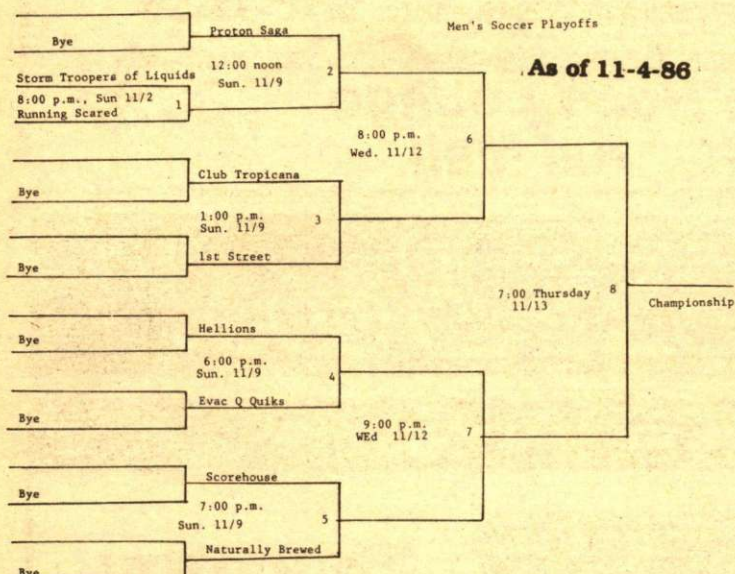 Men's Soccer Playoffs
As of 11-4-86
Proton Saga
Bye
12:00 noon
Sun. 11/9
2
Storm Troopers of Liquids
8:00 p.m., Sun 11/2
1
Running Scared
8:00 p.m.
Wed. 11/12
6
Club Tropicana
Bye
1:00 p.m.
Sun. 11/9
3
1st Street
Bye
7:00 Thursday
11/13
8
Championship
Hellions
Bye
6:00 p.m.
Sun. 11/9
4
Evac Q Quiks
Bye
9:00 p.m.
WEd 11/12
7
Scorehouse
Bye
7:00 p.m.
Sun. 11/9
5
Naturally Brewed
Bye